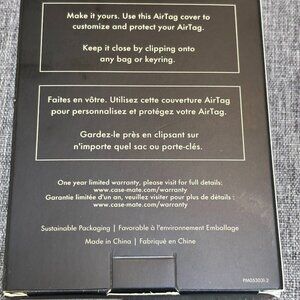 Make it yours. Use this AirTag cover to
customize and protect your AirTag.
Keep it close by clipping onto
any bag or keyring.
Faites en vôtre. Utilizes cette couverture AirTag
pour personnalizes et protégez votre AirTag.
Gardez-le près en clipsant sur
n'importe quel sac ou porte-clés.
One year limited warranty, please visit for full details:
www.case-mate.com/warranty
Garantie limitée d'un an, veuillez visiter pour plus de détails :
www.case-mate.com/warranty
Sustainable Packaging | Favorable à l'environnement Emballage
Made in China | Fabriqué en Chine